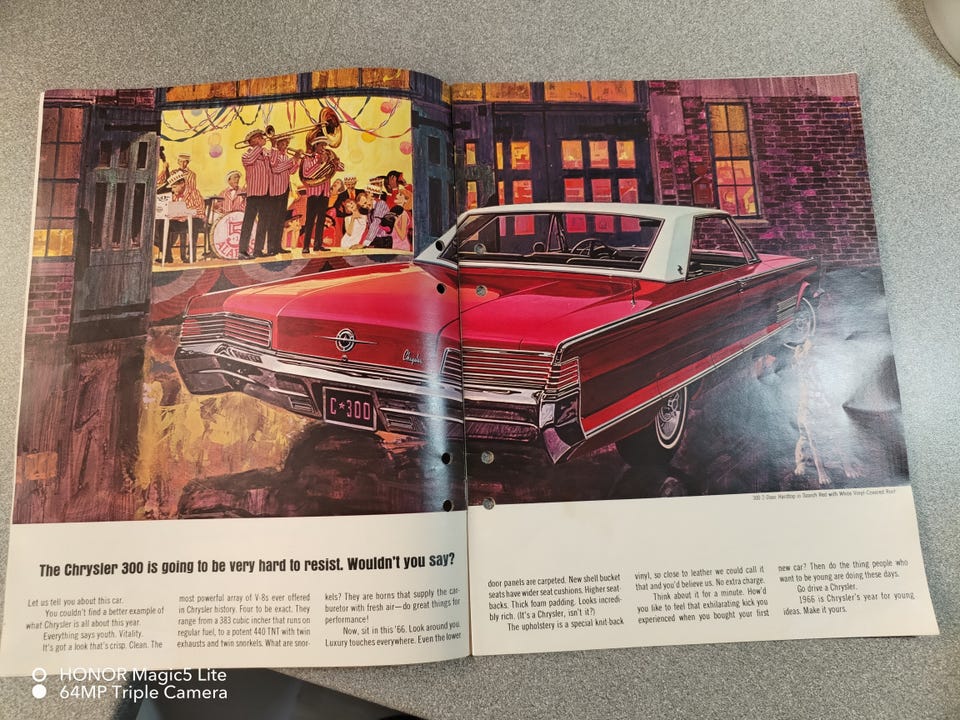 Chrysler
C★300
300 2-Door Hardtop in Scorch Red with White Vinyl-Covered Roof
The Chrysler 300 is going to be very hard to resist. Wouldn't you say?
Let us tell you about this car.
You couldn't find a better example of
what Chrysler is all about this year.
Everything says youth. Vitality.
It's got a look that's crisp. Clean. The
most powerful array of V-8s ever offered
in Chrysler history. Four to be exact. They
range from a 383 cubic incher that runs on
regular fuel, to a potent 440 TNT with twin
exhausts and twin snorkels. What are snor-
kels? They are horns that supply the car-
buretor with fresh air—do great things for
performance!
Now, sit in this '66. Look around you.
Luxury touches everywhere. Even the lower
door panels are carpeted. New shell bucket
seats have wider seat cushions. Higher seat-
backs. Thick foam padding. Looks incredi-
bly rich. (It's a Chrysler, isn't it?)
The upholstery is a special knit-back
vinyl, so close to leather we could call it
that and you'd believe us. No extra charge.
Think about it for a minute. How'd
you like to feel that exhilarating kick you
experienced when you bought your first
new car? Then do the thing people who
want to be young are doing these days.
Go drive a Chrysler.
1966 is Chrysler's year for young
ideas. Make it yours.
HONOR Magic5 Lite
64MP Triple Camera